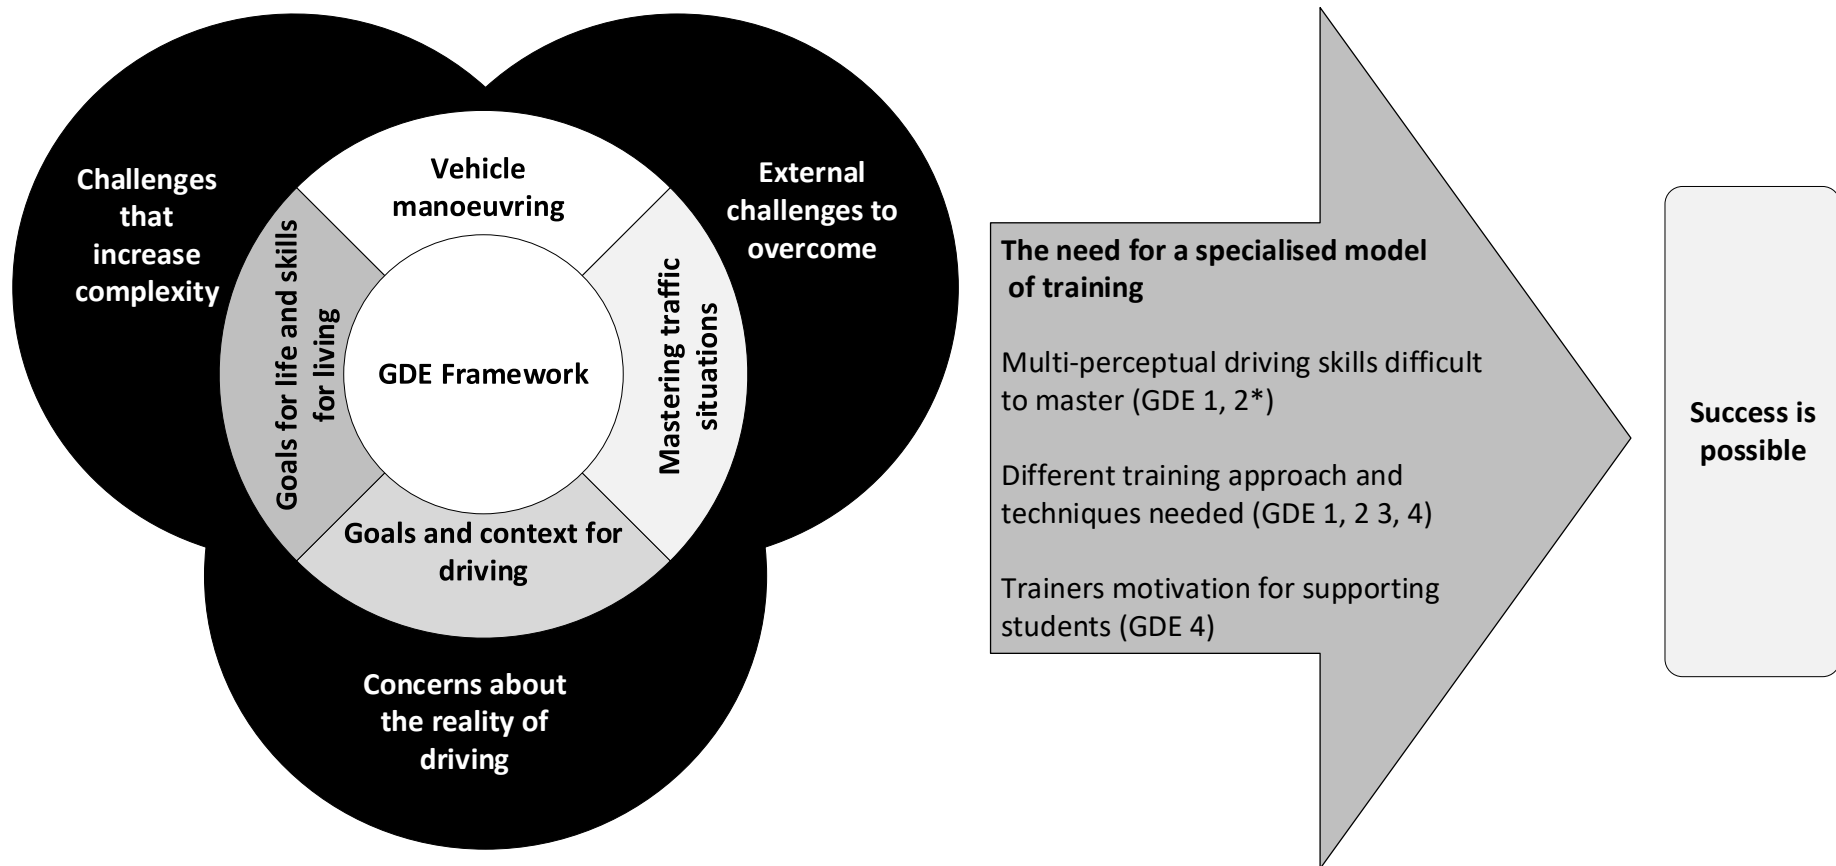 Challenges
that
increase
complexity
Vehicle
manoeuvring
External
challenges to
overcome
Goals for life and skills
for living
GDE Framework
Mastering traffic
situations
Goals and context for
driving
Concerns about
the reality of
driving
The need for a specialised model
of training
Multi-perceptual driving skills difficult
to master (GDE 1, 2*)
Different training approach and
techniques needed (GDE 1, 2 3, 4)
Trainers motivation for supporting
students (GDE 4)
Success is
possible